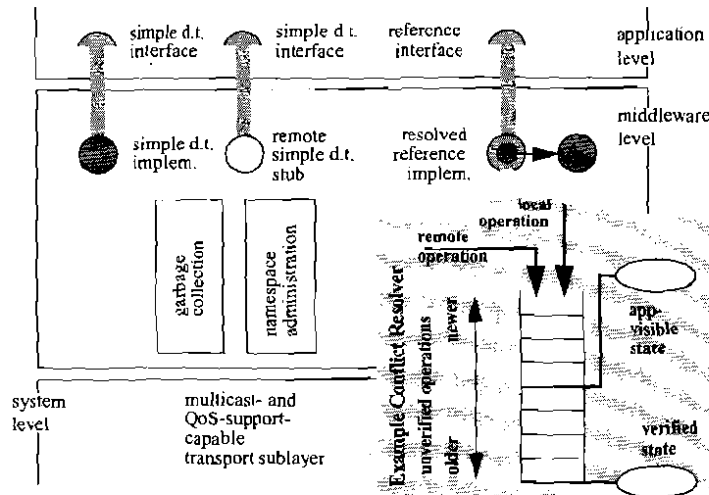 simple d.t.
interface
simple d.t.
interface
reference
interface
application
level
middleware
level
simple d.t.
implem.
remote
simple d.t.
stub
resolved
reference
implem.
local
operation
remote
operation
garbage
collection
namespace
administration
Example Conflict Resolver
unverified operations
newer
older
app-
visible
state
verified
state
system
level
multicast- and
QoS-support-
capable
transport sublayer